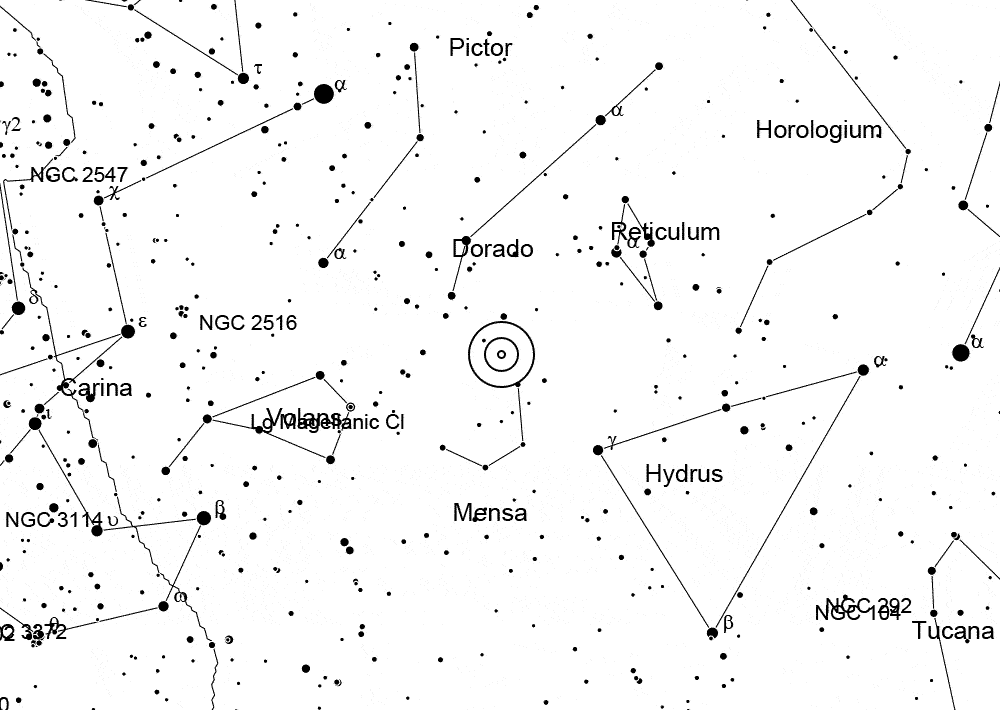 Pictor
τ
α
γ2
α
Horologium
NGC 2547
χ
Reticulum
α
Dorado
α
δ
ε
NGC 2516
α
Carina
ι
Volans
Lg Magellanic Cl
γ
Hydrus
Mensa
β
NGC 3114
υ
ω
NGC 292
NGC 104
θ
β
Tucana
3372